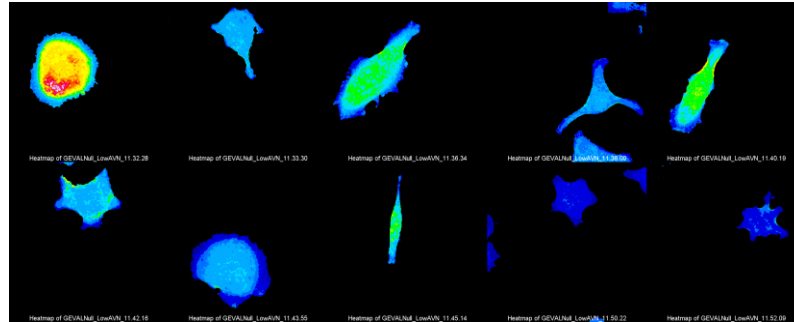 Heatmap of GEVALNull_LowAVN_11.32.28
Heatmap of GEVALNull_LowAVN_11.33.30
Heatmap of GEVALNull_LowAVN_11.36.34
Heatmap of GEVALNull_LowAVN_11.38.00
Heatmap of GEVALNull_LowAVN_11.40.19
Heatmap of GEVALNull_LowAVN_11.42.16
Heatmap of GEVALNull_LowAVN_11.43.55
Heatmap of GEVALNull_LowAVN_11.45.14
Heatmap of GEVALNull_LowAVN_11.50.22
Heatmap of GEVALNull_LowAVN_11.52.09